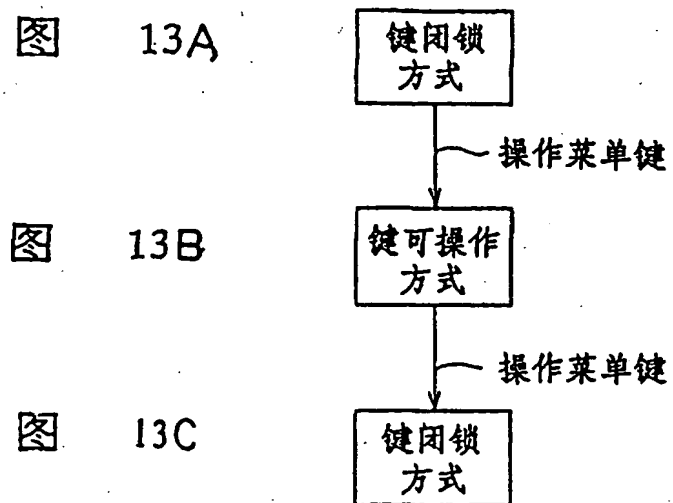 图 13A
键闭锁
方式
操作菜单键
图 13B
键可操作
方式
操作菜单键
图 13C
键闭锁
方式